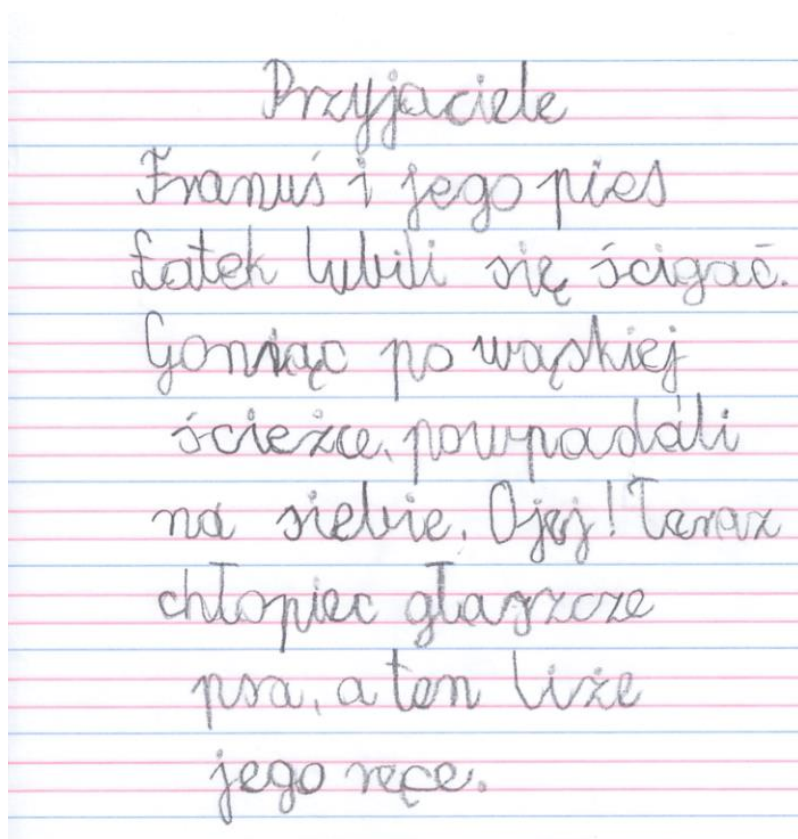 Przyjaciele
Franuś i jego pies
Łatek lubili się ścigać.
Goniąc po wąskiej
ścieżce, powpadali
na siebie. Ojej! Teraz
chłopiec głaszcze
psa, a ten liże
jego ręce.